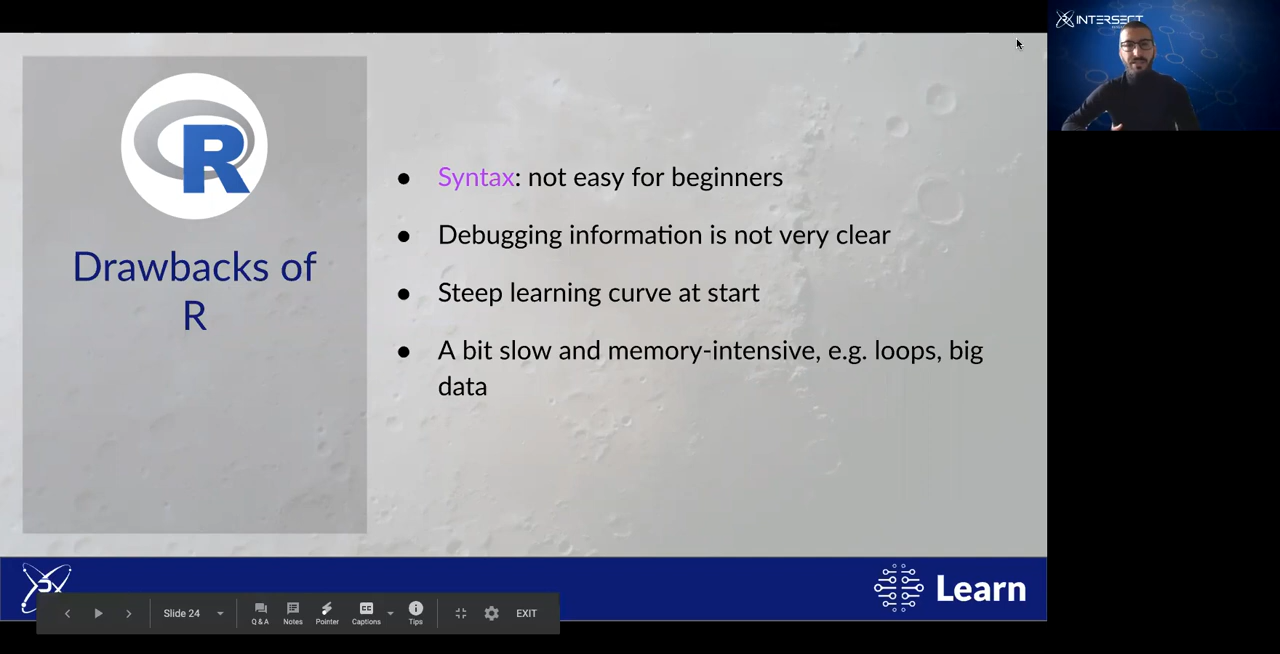 INTERSECT
R
Drawbacks of
R
● Syntax: not easy for beginners
● Debugging information is not very clear
● Steep learning curve at start
● A bit slow and memory-intensive, e.g. loops, big
data
Learn
Slide 24
Q & A
Notes
Pointer
CC
Captions
Tips
EXIT